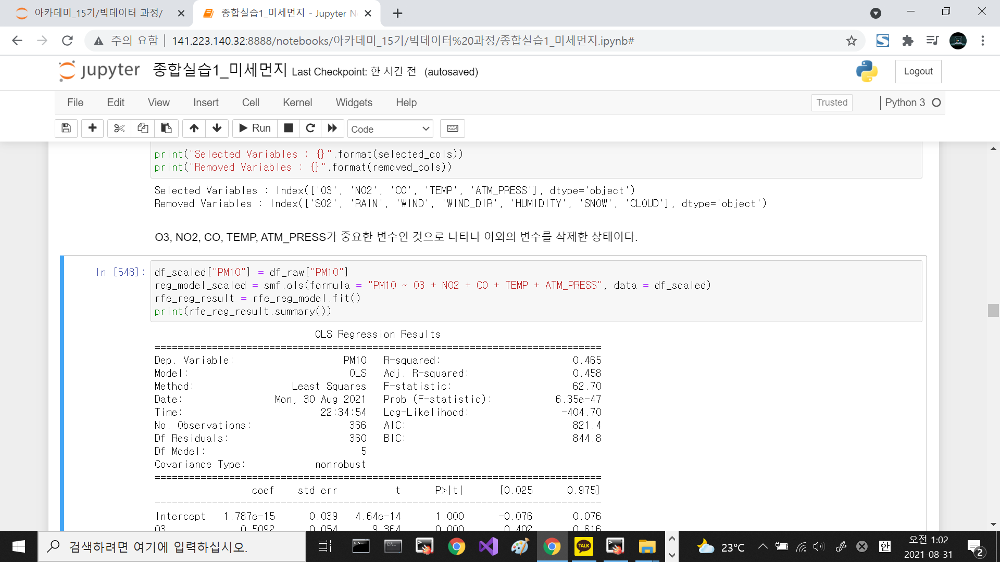 아카데미_15기/빅데이터 과정/
종합실습1_미세먼지 - Jupyter N
주의 요함 | 141.223.140.32:8888/notebooks/아카데미_15기/빅데이터%20과정/종합실습1_미세먼지.ipynb#
jupyter 종합실습1_미세먼지 Last Checkpoint: 한 시간 전 (autosaved)
Logout
File Edit View Insert Cell Kernel Widgets Help
Trusted | Python 3
Run Code
print("Selected Variables : {}".format(selected_cols))
print("Removed Variables : {}".format(removed_cols))
Selected Variables : Index(['O3', 'NO2', 'CO', 'TEMP', 'ATM_PRESS'], dtype='object')
Removed Variables : Index(['SO2', 'RAIN', 'WIND', 'WIND_DIR', 'HUMIDITY', 'SNOW', 'CLOUD'], dtype='object')
O3, NO2, CO, TEMP, ATM_PRESS가 중요한 변수인 것으로 나타나 이외의 변수를 삭제한 상태이다.
In [548]: df_scaled["PM10"] = df_raw["PM10"]
reg_model_scaled = smf.ols(formula = "PM10 ~ O3 + NO2 + CO + TEMP + ATM_PRESS", data = df_scaled)
rfe_reg_result = rfe_reg_model.fit()
print(rfe_reg_result.summary())
OLS Regression Results
==============================================================================
Dep. Variable: PM10 R-squared: 0.465
Model: OLS Adj. R-squared: 0.458
Method: Least Squares F-statistic: 62.70
Date: Mon, 30 Aug 2021 Prob (F-statistic): 6.35e-47
Time: 22:34:54 Log-Likelihood: -404.70
No. Observations: 366 AIC: 821.4
Df Residuals: 360 BIC: 844.8
Df Model: 5
Covariance Type: nonrobust
==============================================================================
coef std err t P>|t| [0.025 0.975]
------------------------------------------------------------------------------
Intercept 1.787e-15 0.039 4.64e-14 1.000 -0.076 0.076
O3 0.5092 0.054 9.364 0.000 0.402 0.616
검색하려면 여기에 입력하십시오.
TALK
23°C
한
오전 1:02
2021-08-31
2